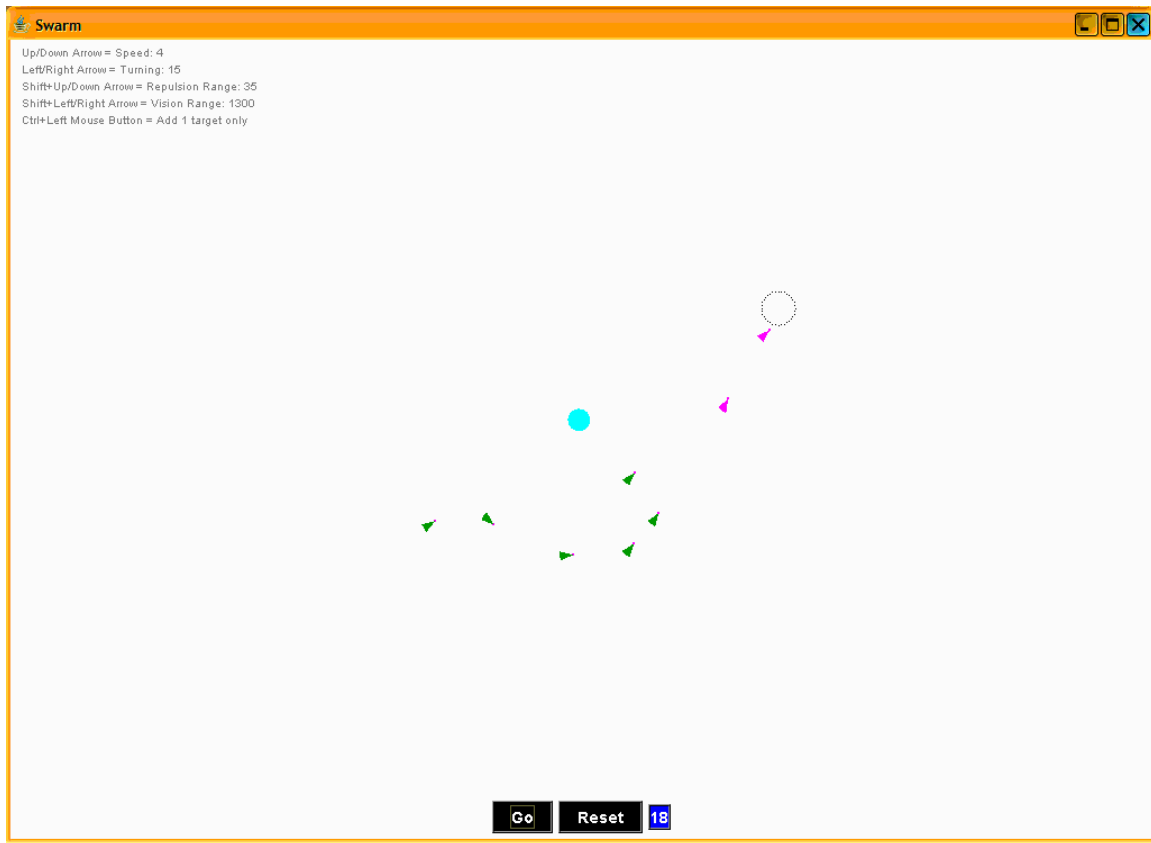 Swarm
Up/Down Arrow = Speed: 4
Left/Right Arrow = Turning: 15
Shift+Up/Down Arrow = Repulsion Range: 35
Shift+Left/Right Arrow = Vision Range: 1300
Ctrl+Left Mouse Button = Add 1 target only
Go Reset 18